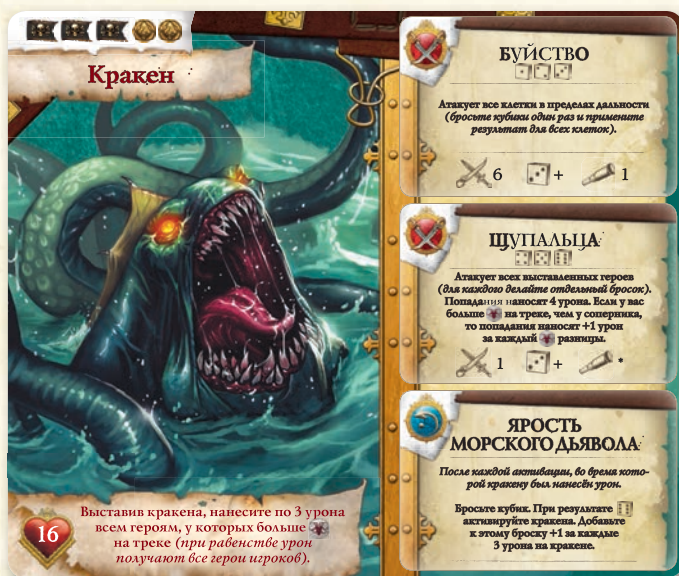 Кракен
16
Выставив кракена, нанесите по 3 урона
всем героям, у которых больше
на треке (при равенстве урон
получают все герои игроков).
БУЙСТВО
Атакует все клетки в пределах дальности
(бросьте кубики один раз и примените
результат для всех клеток).
6 + 1
ЩУПАЛЬЦА
Атакует всех выставленных героев
(для каждого делайте отдельный бросок).
Попадания наносят 4 урона. Если у вас
больше на треке, чем у соперника,
то попадания наносят +1 урон
за каждый разницы.
1 + *
ЯРОСТЬ
МОРСКОГО ДЬЯВОЛА
После каждой активации, во время кото-
рой кракену был нанесён урон.
Бросьте кубик. При результате
активируйте кракена. Добавьте
к этому броску +1 за каждые
3 урона на кракене.